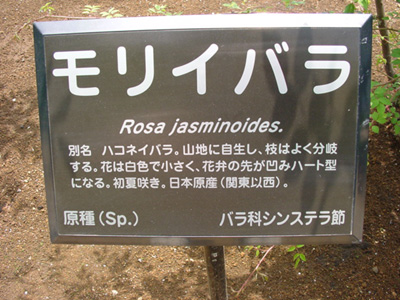 モリイバラ
Rosa jasminoides.
別名 ハコネイバラ。山地に自生し、枝はよく分岐
する。花は白色で小さく、花弁の先が凹みハート型
になる。初夏咲き。日本原産(関東以西)。
原種(Sp.) バラ科シンステラ節